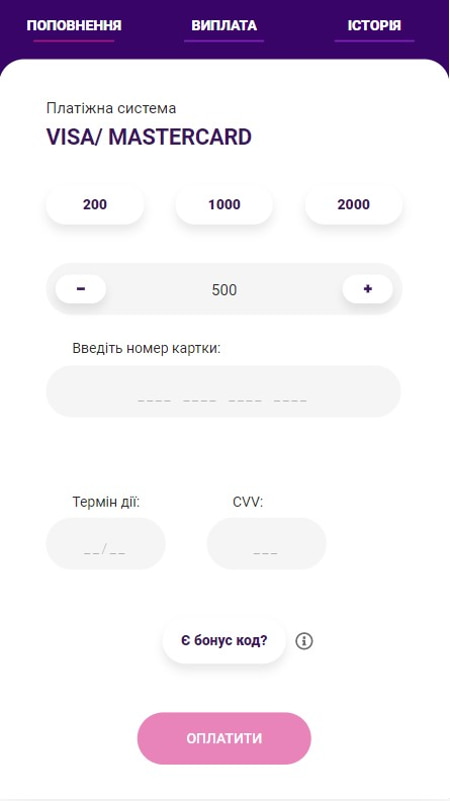 ПОПОВНЕННЯ ВИПЛАТА ІСТОРІЯ
Платіжна система
VISA/ MASTERCARD
200 1000 2000
− 500 +
Введіть номер картки:
____ ____ ____ ____
Термін дії: CVV:
__/__ ___
Є бонус код?
ОПЛАТИТИ